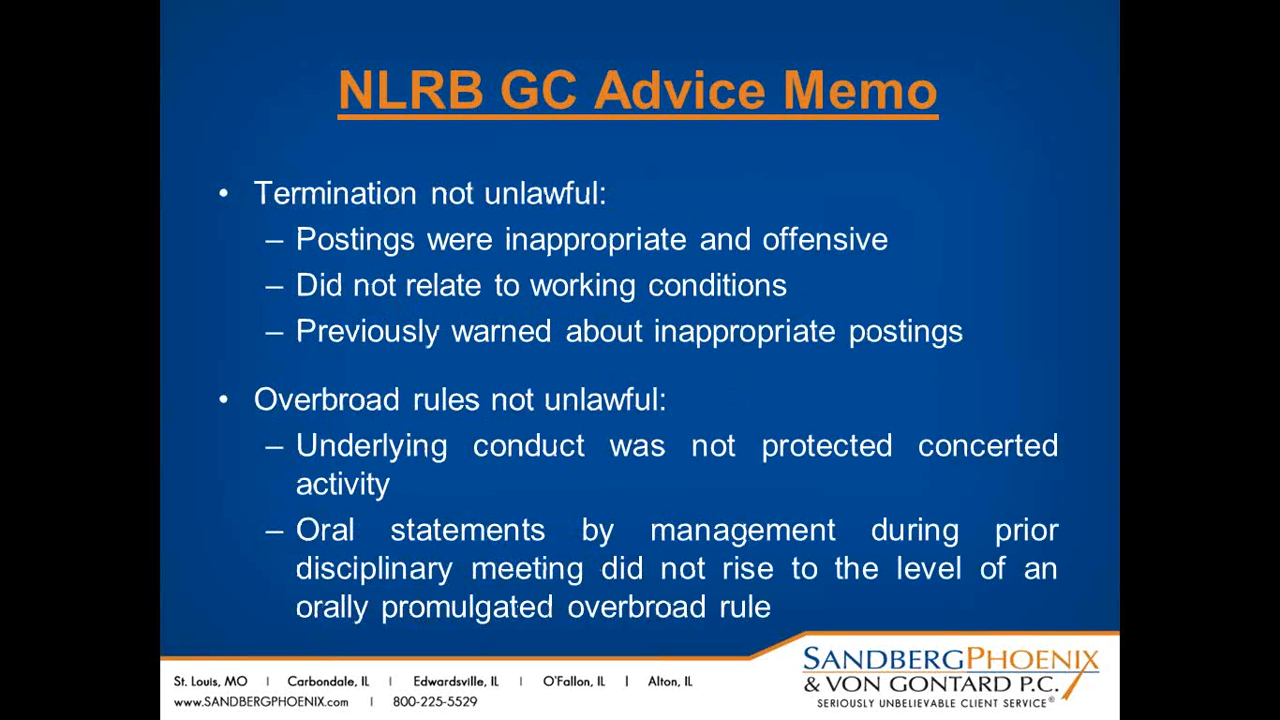 NLRB GC Advice Memo
• Termination not unlawful:
– Postings were inappropriate and offensive
– Did not relate to working conditions
– Previously warned about inappropriate postings
• Overbroad rules not unlawful:
– Underlying conduct was not protected concerted
activity
– Oral statements by management during prior
disciplinary meeting did not rise to the level of an
orally promulgated overbroad rule
St. Louis, MO | Carbondale, IL | Edwardsville, IL | O'Fallon, IL | Alton, IL
www.SANDBERGPHOENIX.com | 800-225-5529
SANDBERGPHOENIX
& VON GONTARD P.C.
SERIOUSLY UNBELIEVABLE CLIENT SERVICE®